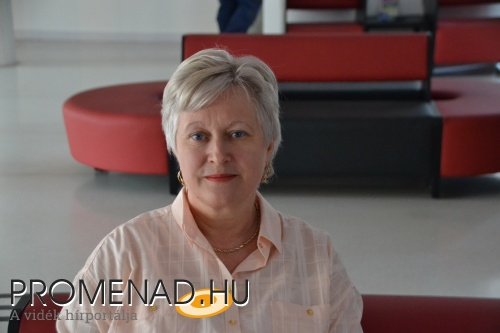 PROMENAD.HU
A vidék hírportálja